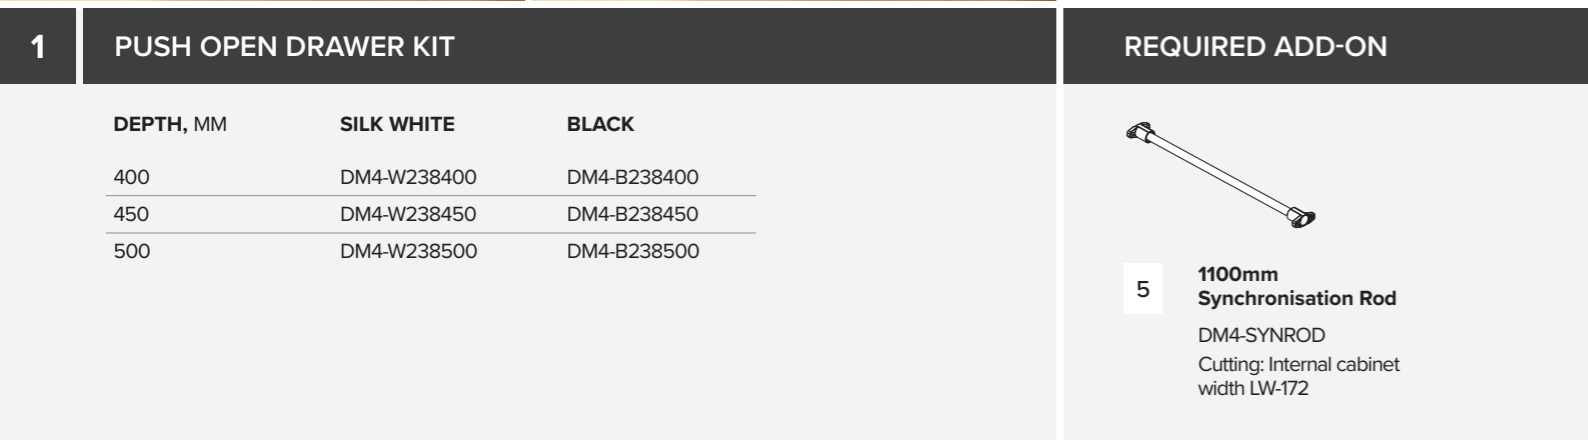 1
PUSH OPEN DRAWER KIT
DEPTH, MM SILK WHITE BLACK
400 DM4-W238400 DM4-B238400
450 DM4-W238450 DM4-B238450
500 DM4-W238500 DM4-B238500
REQUIRED ADD-ON
5
1100mm
Synchronisation Rod
DM4-SYNROD
Cutting: Internal cabinet
width LW-172